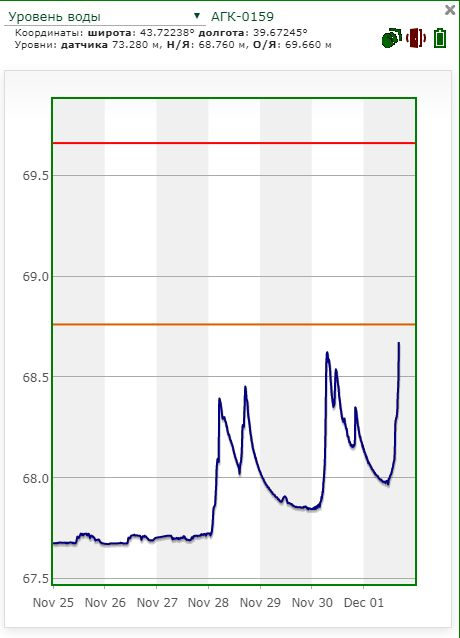 Уровень воды ▼ АГК-0159
Координаты: широта: 43.72238° долгота: 39.67245°
Уровни: датчика 73.280 м, Н/Я: 68.760 м, О/Я: 69.660 м
69.5
69.0
68.5
68.0
67.5
Nov 25 Nov 26 Nov 27 Nov 28 Nov 29 Nov 30 Dec 01